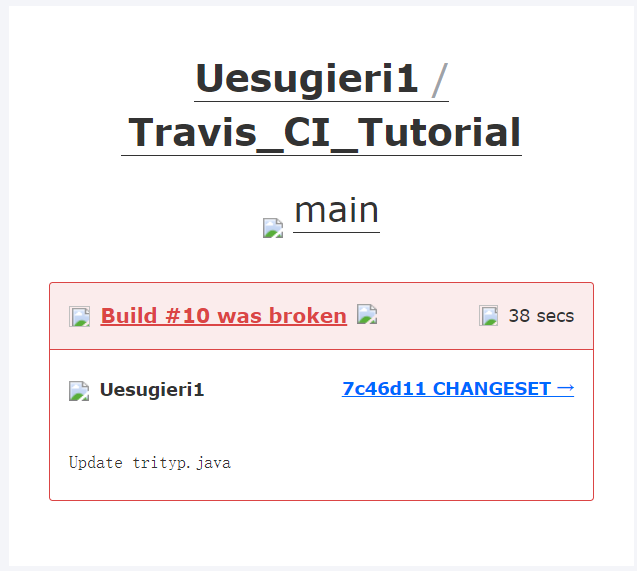 Uesugieri1 /
Travis_CI_Tutorial
main
Build #10 was broken 38 secs
Uesugieri1 7c46d11 CHANGESET →
Update trityp.java